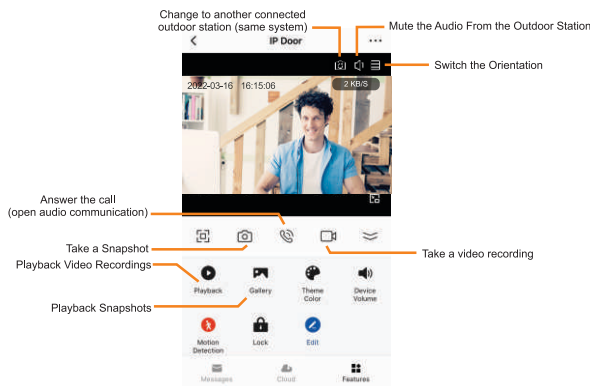 Change to another connected
outdoor station (same system)
Mute the Audio From the Outdoor Station
IP Door
Switch the Orientation
2022-03-16 16:15:06
2 KB/S
Answer the call
(open audio communication)
Take a Snapshot
Take a video recording
Playback Video Recordings
Playback
Gallery
Theme
Color
Device
Volume
Playback Snapshots
Motion
Detection
Lock
Edit
Messages
Cloud
Features